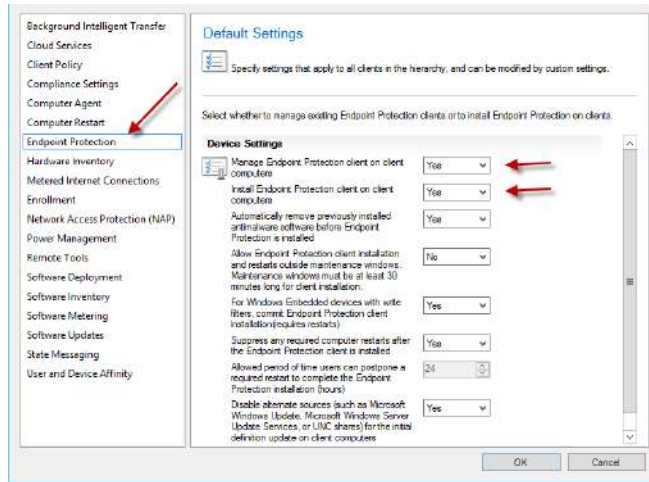 Background Intelligent Transfer
Cloud Services
Client Policy
Compliance Settings
Computer Agent
Computer Restart
Endpoint Protection
Hardware Inventory
Metered Internet Connections
Enrollment
Network Access Protection (NAP)
Power Management
Remote Tools
Software Deployment
Software Inventory
Software Metering
Software Updates
State Messaging
User and Device Affinity
Default Settings
Specify settings that apply to all clients in the hierarchy, and can be modified by custom settings.
Select whether to manage existing Endpoint Protection clients or to install Endpoint Protection on clients.
Device Settings
Manage Endpoint Protection client on client
computers
Yes
Install Endpoint Protection client on client
computers
Yes
Automatically remove previously installed
antimalware software before Endpoint
Protection is installed
Yes
Allow Endpoint Protection client installation
and restarts outside maintenance windows.
Maintenance windows must be at least 30
minutes long for client installation.
No
For Windows Embedded devices with write
filters, commit Endpoint Protection client
installation(requires restarts)
Yes
Suppress any required computer restarts after
the Endpoint Protection client is installed
Yes
Allowed period of time users can postpone a
required restart to complete the Endpoint
Protection installation (hours)
24
Disable alternate sources (such as Microsoft
Windows Update, Microsoft Windows Server
Update Services, or UNC shares) for the initial
definition update on client computers
Yes
OK
Cancel